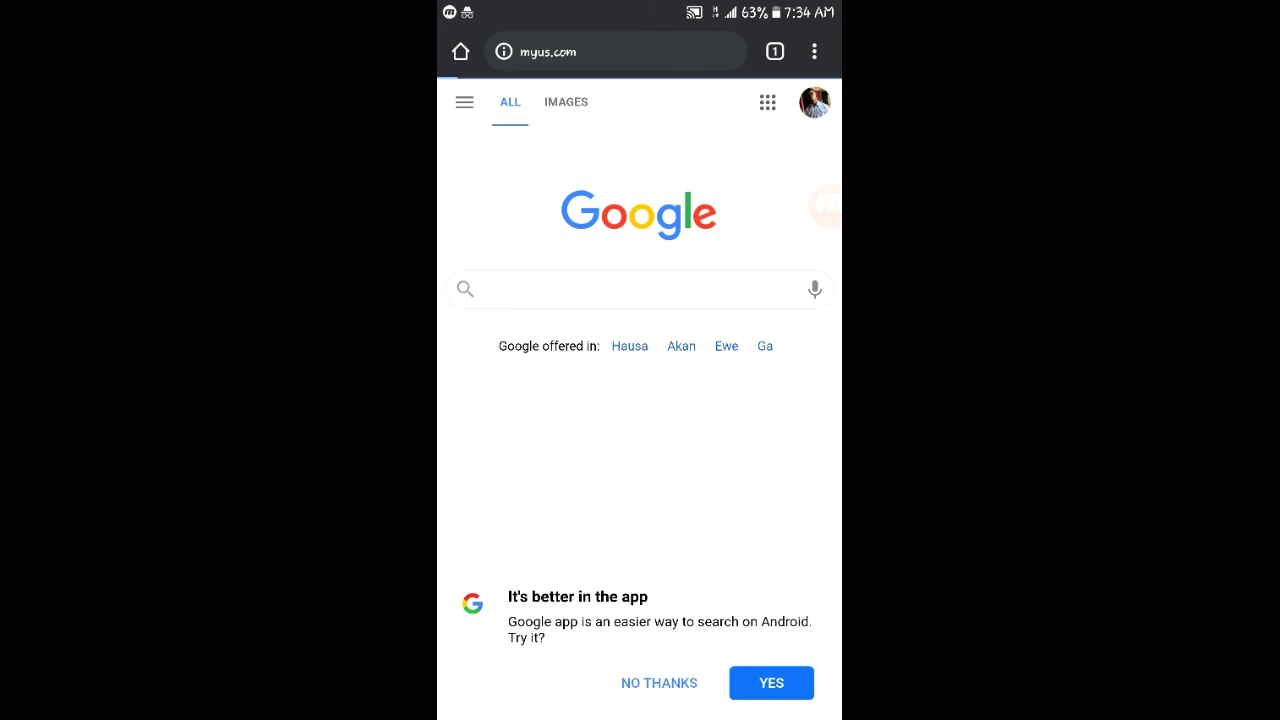 63% 7:34 AM
myus.com 1
ALL IMAGES
Google
Google offered in: Hausa Akan Ewe Ga
It's better in the app
Google app is an easier way to search on Android.
Try it?
NO THANKS YES